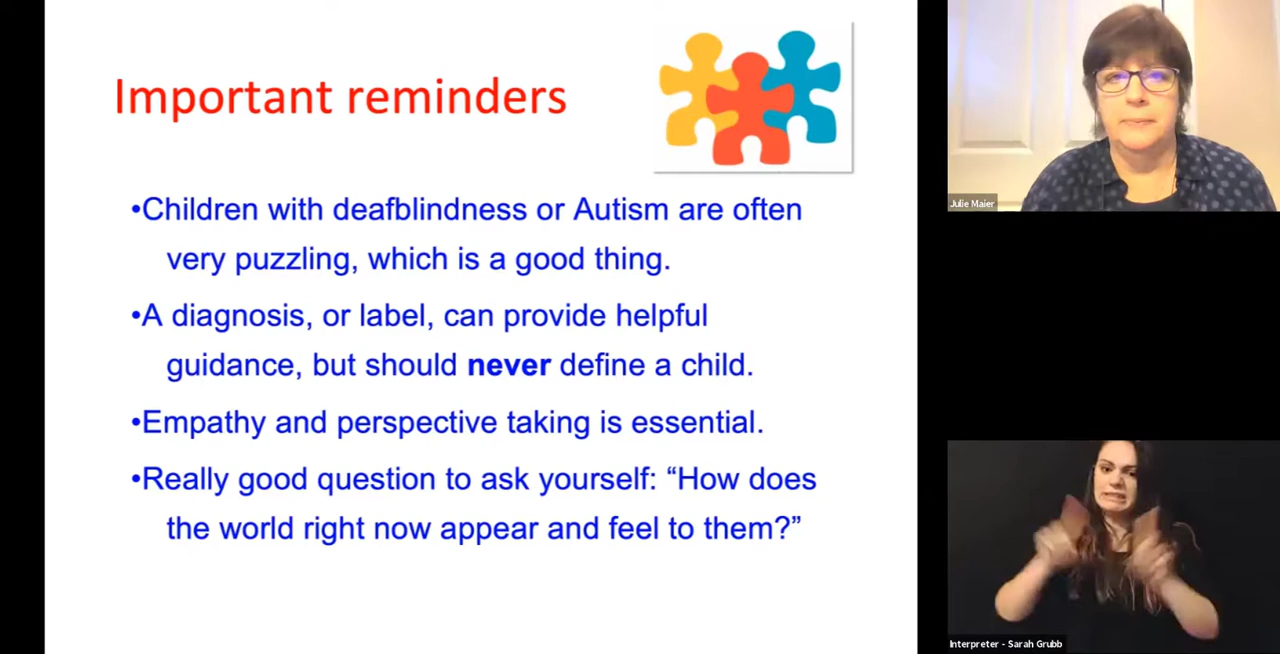 Important reminders
•Children with deafblindness or Autism are often
very puzzling, which is a good thing.
•A diagnosis, or label, can provide helpful
guidance, but should never define a child.
•Empathy and perspective taking is essential.
•Really good question to ask yourself: “How does
the world right now appear and feel to them?”
Julie Maier
Interpreter - Sarah Grubb